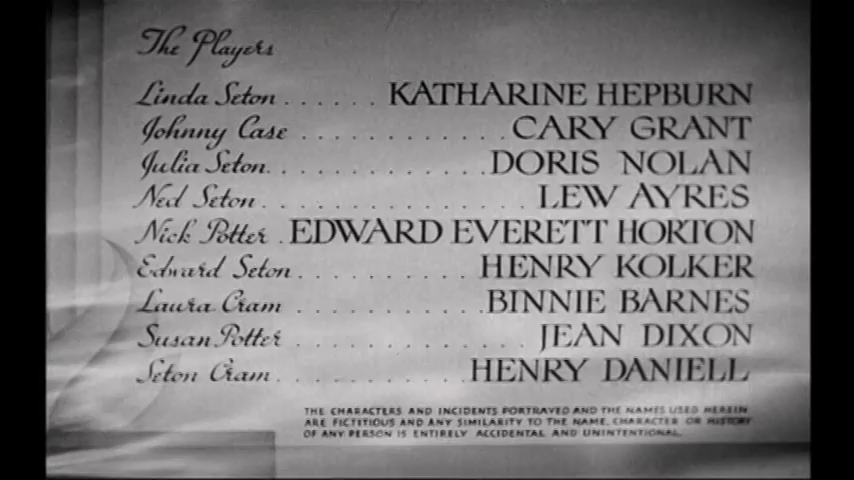 The Players
Linda Seton . . . . . . KATHARINE HEPBURN
Johnny Case . . . . . . . . . . . . CARY GRANT
Julia Seton . . . . . . . . . . . . . DORIS NOLAN
Ned Seton . . . . . . . . . . . . . . . LEW AYRES
Nick Potter . EDWARD EVERETT HORTON
Edward Seton . . . . . . . . . . HENRY KOLKER
Laura Cram . . . . . . . . . . . BINNIE BARNES
Susan Potter . . . . . . . . . . . . . JEAN DIXON
Seton Cram . . . . . . . . . . . HENRY DANIELL
THE CHARACTERS AND INCIDENTS PORTRAYED AND THE NAMES USED HEREIN
ARE FICTITIOUS AND ANY SIMILARITY TO THE NAME, CHARACTER OR HISTORY
OF ANY PERSON IS ENTIRELY ACCIDENTAL AND UNINTENTIONAL.